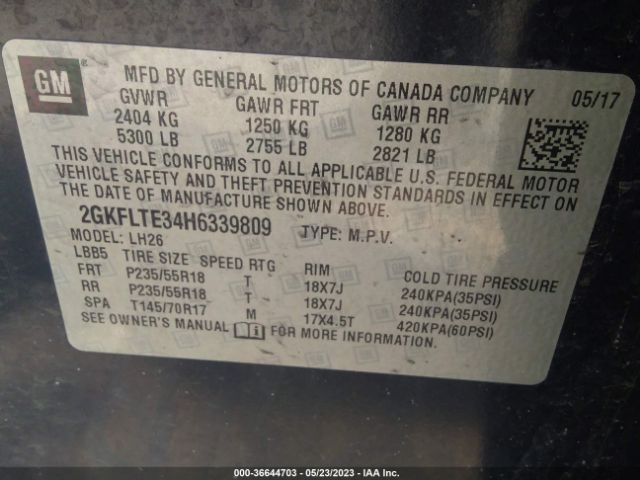 GM
MFD BY GENERAL MOTORS OF CANADA COMPANY 05/17
GVWR GAWR FRT GAWR RR
2404 KG 1250 KG 1280 KG
5300 LB 2755 LB 2821 LB
THIS VEHICLE CONFORMS TO ALL APPLICABLE U.S. FEDERAL MOTOR
VEHICLE SAFETY AND THEFT PREVENTION STANDARDS IN EFFECT ON
THE DATE OF MANUFACTURE SHOWN ABOVE.
2GKFLTE34H6339809 TYPE: M.P.V.
MODEL: LH26
LBB5 TIRE SIZE SPEED RTG RIM COLD TIRE PRESSURE
FRT P235/55R18 T 18X7J 240KPA(35PSI)
RR P235/55R18 T 18X7J 240KPA(35PSI)
SPA T145/70R17 M 17X4.5T 420KPA(60PSI)
SEE OWNER'S MANUAL FOR MORE INFORMATION.
000-36644703 - 05/23/2023 - IAA Inc.